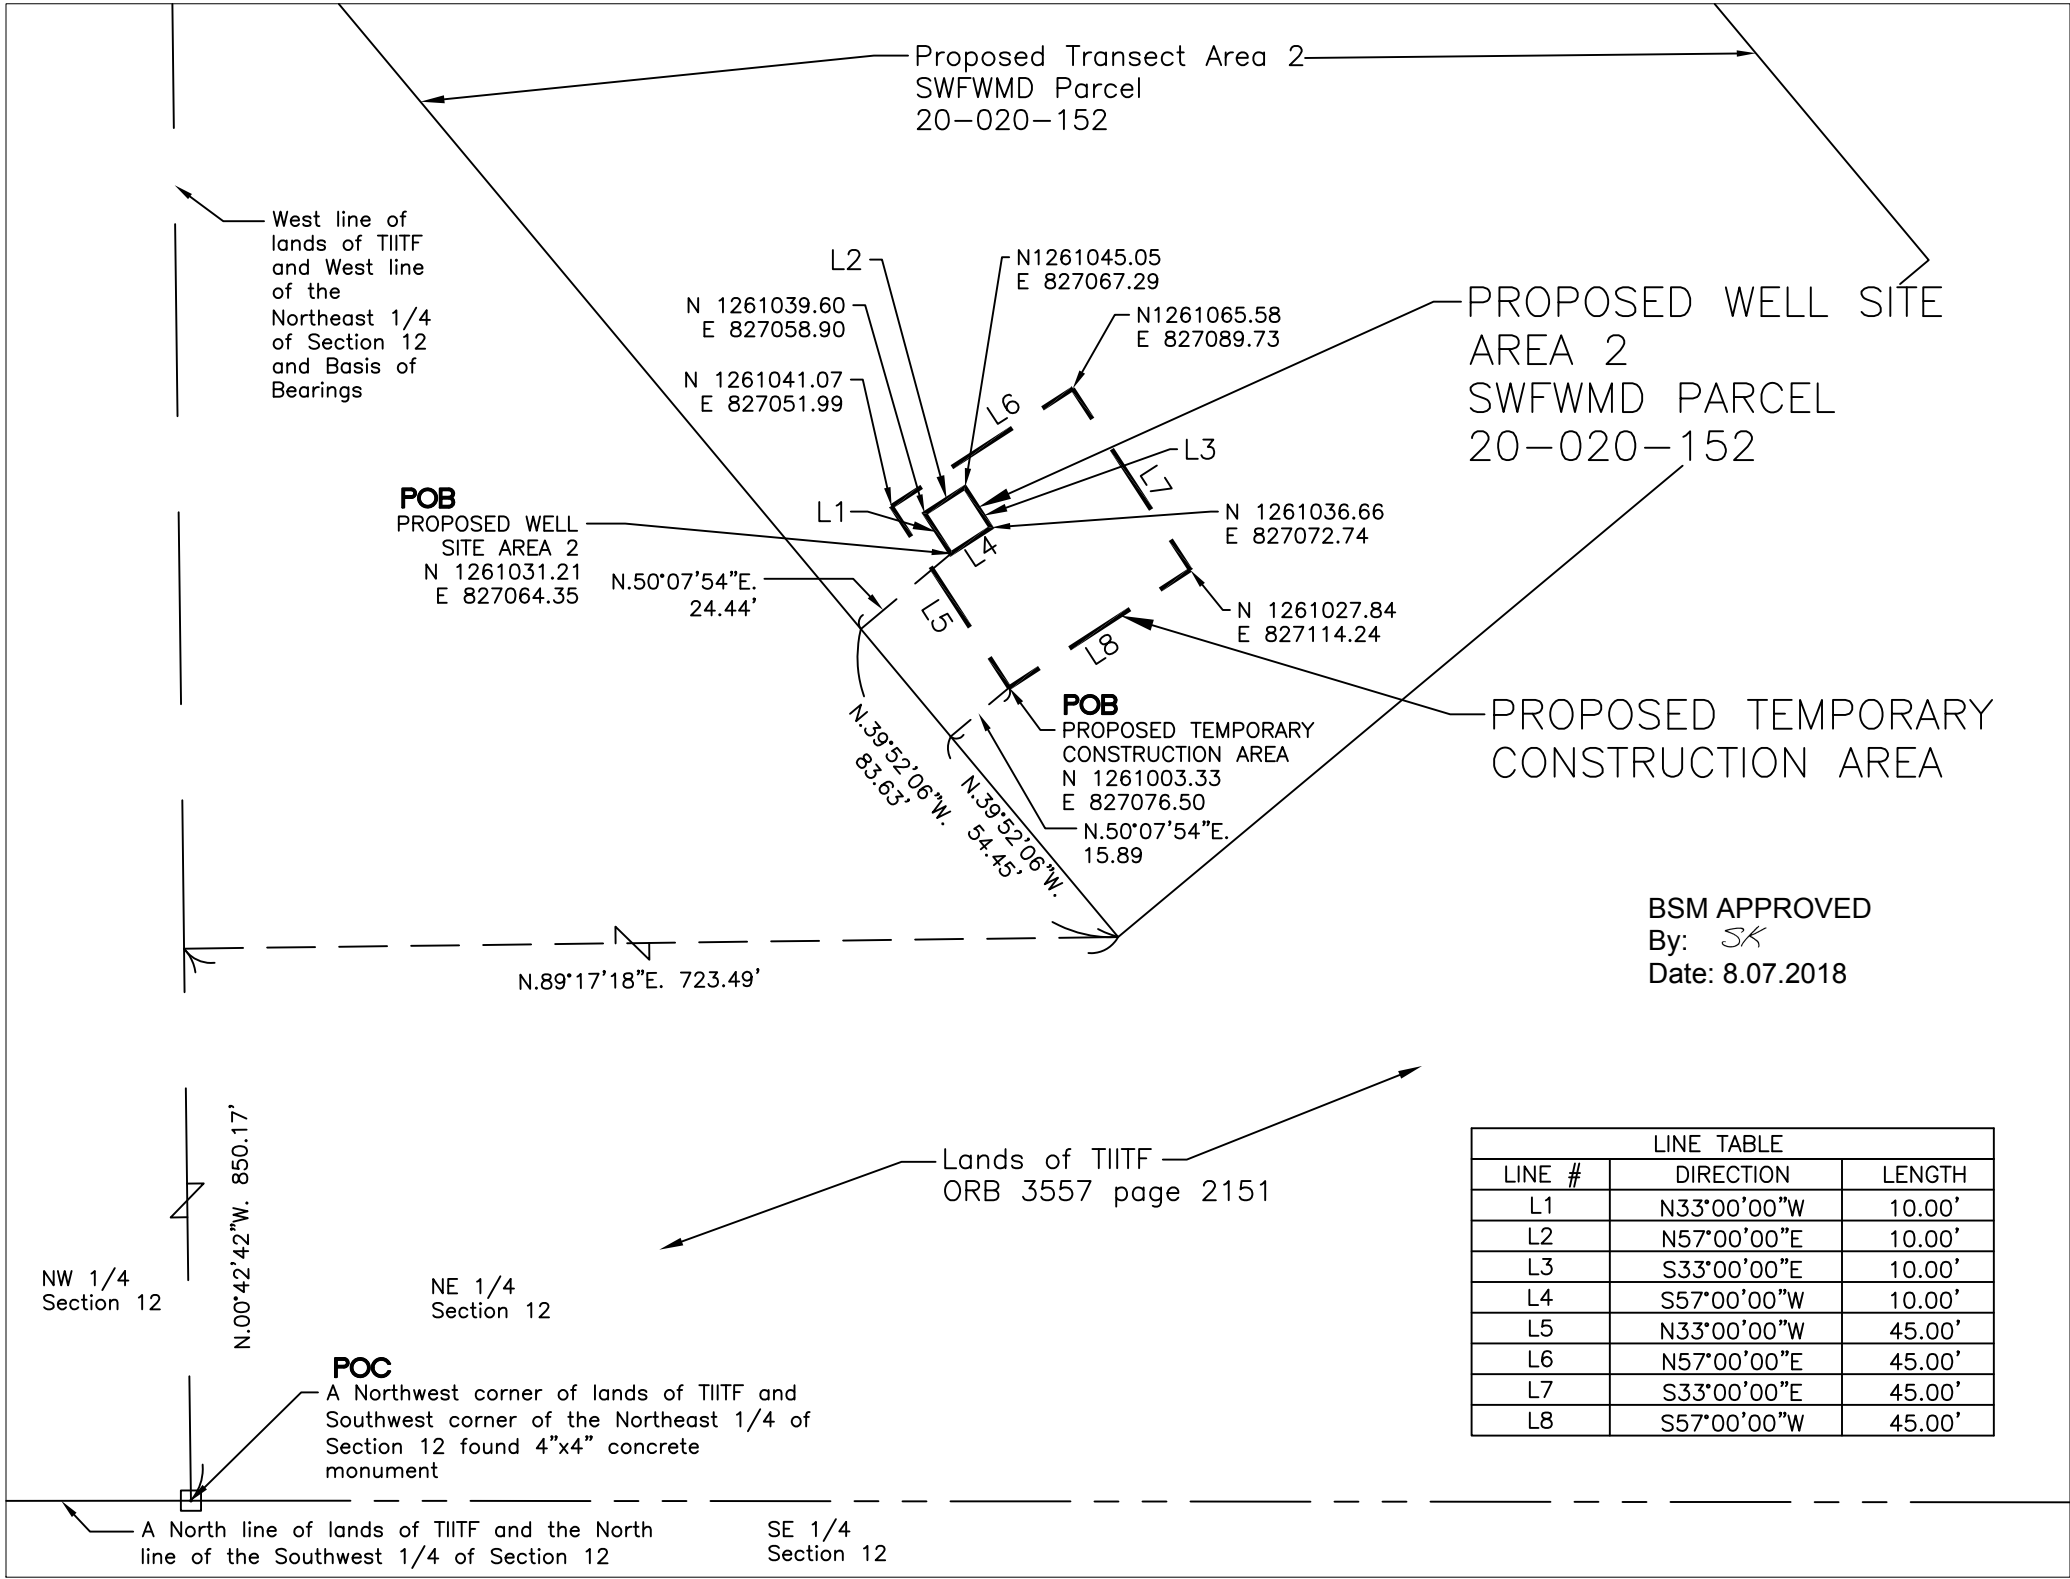 Proposed Transect Area 2
SWFWMD Parcel
20-020-152
West line of
lands of TIITF
and West line
of the
Northeast 1/4
of Section 12
and Basis of
Bearings
L2
N1261045.05
E 827067.29
N 1261039.60
E 827058.90
N1261065.58
E 827089.73
N 1261041.07
E 827051.99
PROPOSED WELL SITE
AREA 2
SWFWMD PARCEL
20-020-152
L6
L3
L7
L1
L4
N 1261036.66
E 827072.74
POB
PROPOSED WELL
SITE AREA 2
N 1261031.21
E 827064.35
N.50°07'54"E.
24.44'
L5
L8
N 1261027.84
E 827114.24
POB
PROPOSED TEMPORARY
CONSTRUCTION AREA
N 1261003.33
E 827076.50
N.50°07'54"E.
15.89
PROPOSED TEMPORARY
CONSTRUCTION AREA
N.39°52'06"W.
83.63'
N.39°52'06"W.
54.45'
N.89°17'18"E. 723.49'
BSM APPROVED
By: SK
Date: 8.07.2018
N.00°42'42"W. 850.17'
Lands of TIITF
ORB 3557 page 2151
NW 1/4
Section 12
NE 1/4
Section 12
POC
A Northwest corner of lands of TIITF and
Southwest corner of the Northeast 1/4 of
Section 12 found 4"x4" concrete
monument
A North line of lands of TIITF and the North
line of the Southwest 1/4 of Section 12
SE 1/4
Section 12
LINE TABLE
LINE # DIRECTION LENGTH
L1 N33°00'00"W 10.00'
L2 N57°00'00"E 10.00'
L3 S33°00'00"E 10.00'
L4 S57°00'00"W 10.00'
L5 N33°00'00"W 45.00'
L6 N57°00'00"E 45.00'
L7 S33°00'00"E 45.00'
L8 S57°00'00"W 45.00'